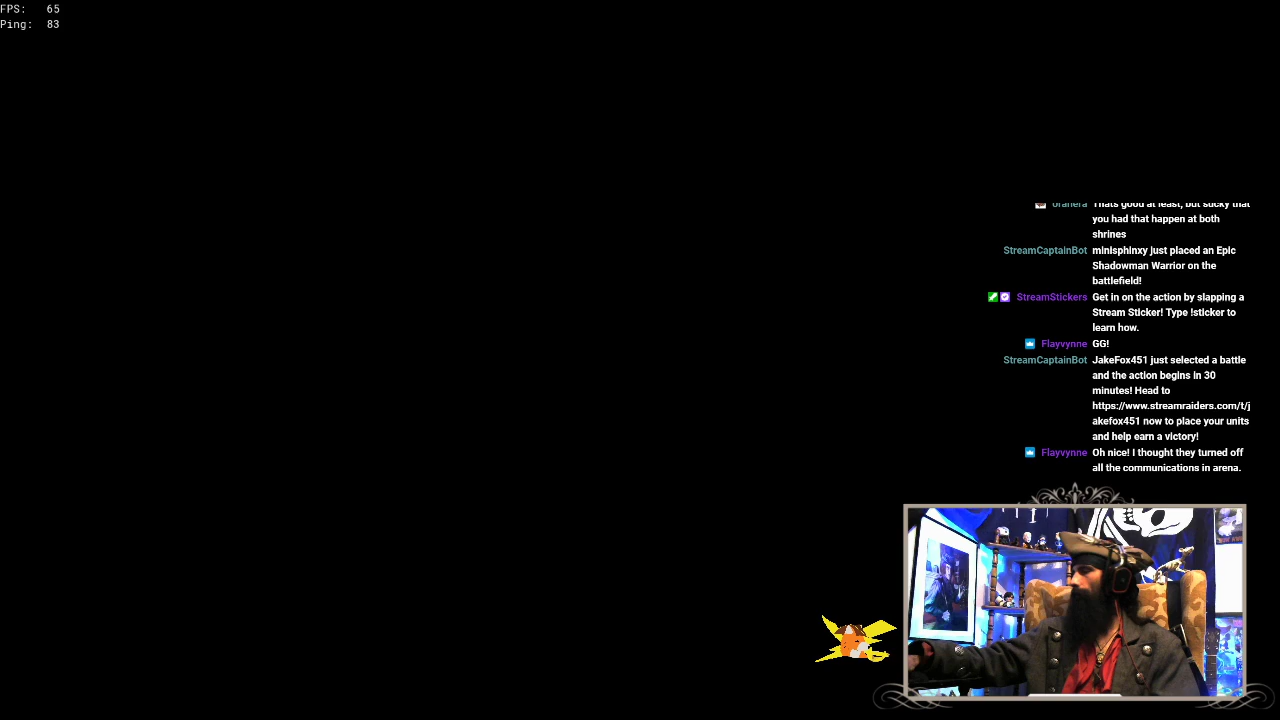 FPS: 65
Ping: 83
oranera Thats good at least, but sucky that
you had that happen at both
shrines
StreamCaptainBot minisphinxy just placed an Epic
Shadowman Warrior on the
battlefield!
StreamStickers Get in on the action by slapping a
Stream Sticker! Type !sticker to
learn how.
Flayvynne GG!
StreamCaptainBot JakeFox451 just selected a battle
and the action begins in 30
minutes! Head to
https://www.streamraiders.com/t/j
akefox451 now to place your units
and help earn a victory!
Flayvynne Oh nice! I thought they turned off
all the communications in arena.